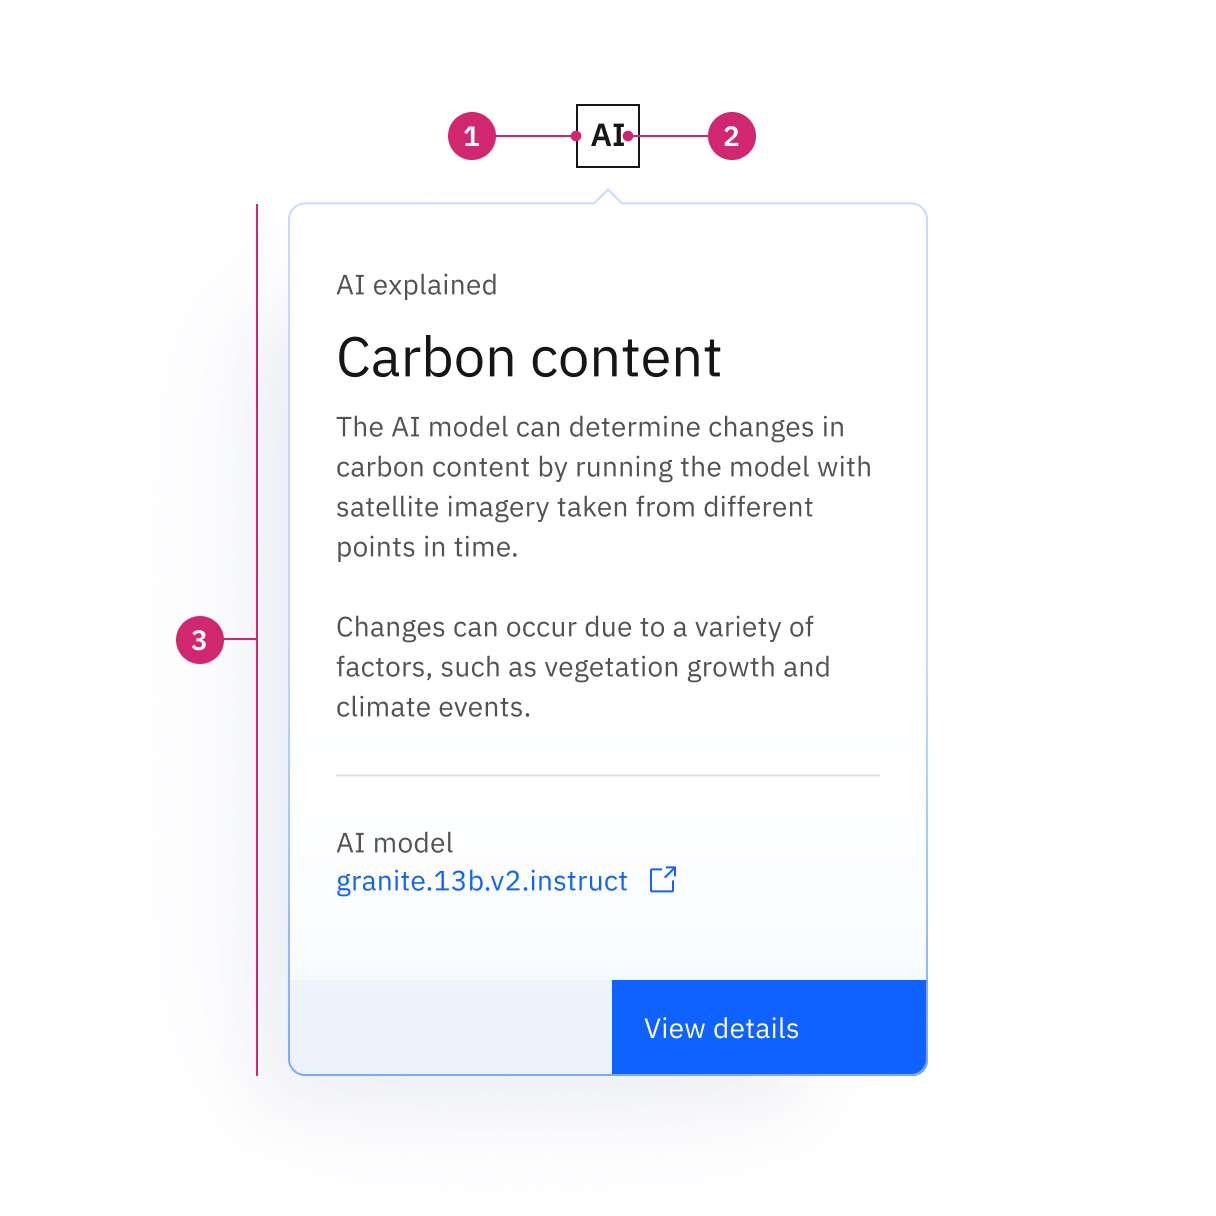 1 AI 2
AI explained
Carbon content
The AI model can determine changes in
carbon content by running the model with
satellite imagery taken from different
points in time.
Changes can occur due to a variety of
factors, such as vegetation growth and
climate events.
3
AI model
granite.13b.v2.instruct
View details